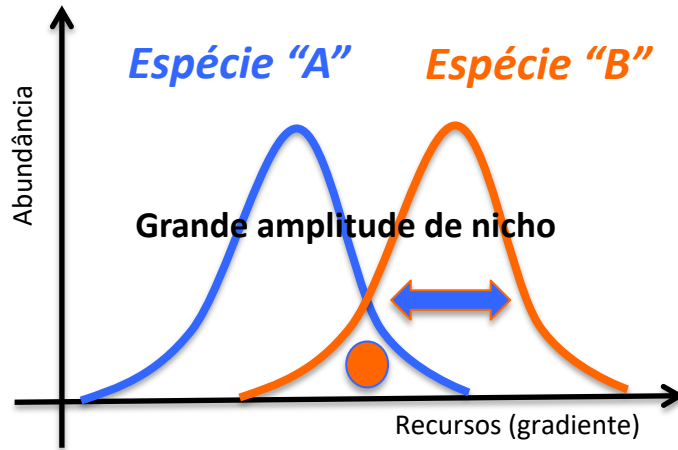 Espécie “A”
Espécie “B”
Abundância
Grande amplitude de nicho
Recursos (gradiente)